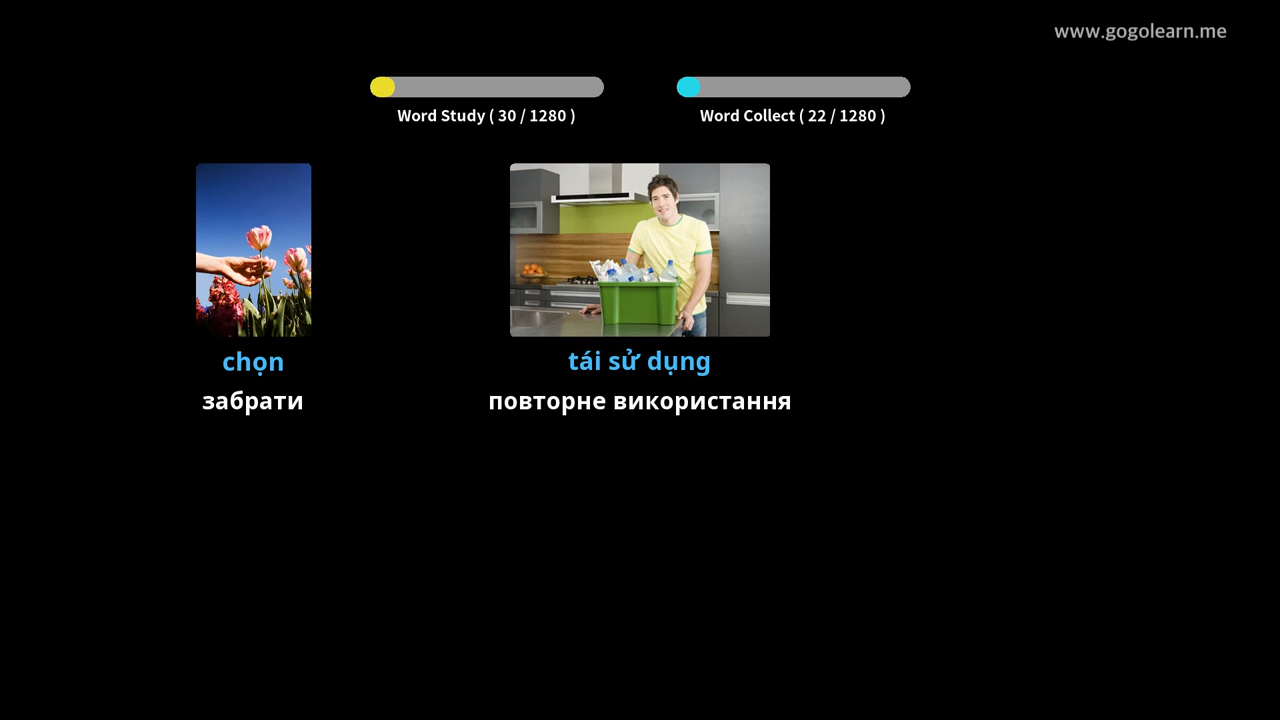 www.gogolearn.me
Word Study ( 30 / 1280 )
Word Collect ( 22 / 1280 )
chọn
tái sử dụng
забрати
повторне використання